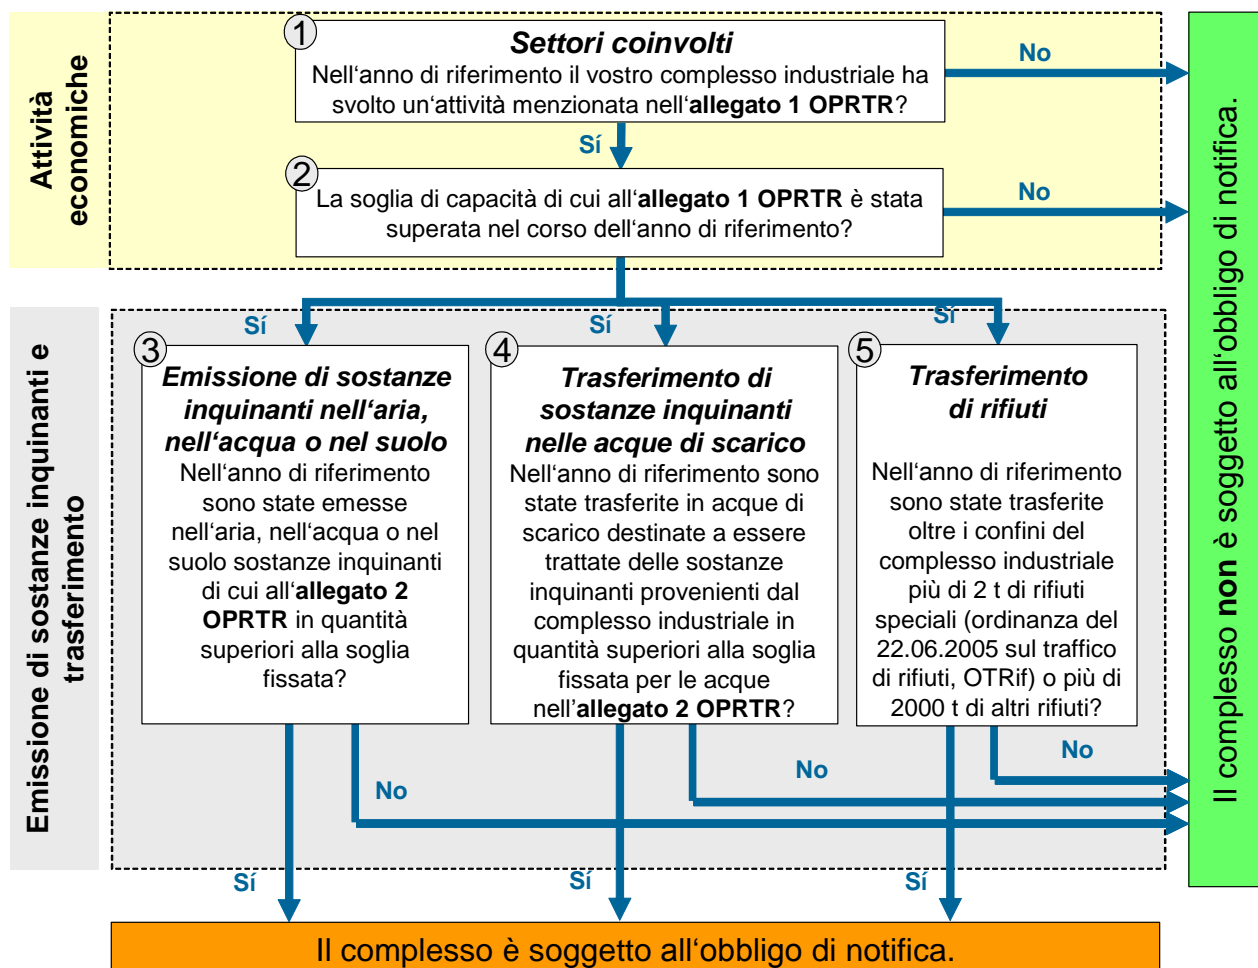 Attività
economiche
1
Settori coinvolti
Nell‘anno di riferimento il vostro complesso industriale ha
svolto un‘attività menzionata nell‘allegato 1 OPRTR?
No
Sí
2
La soglia di capacità di cui all‘allegato 1 OPRTR è stata
superata nel corso dell‘anno di riferimento?
No
Emissione di sostanze inquinanti e
trasferimento
Sí
Sí
Sí
3
Emissione di sostanze
inquinanti nell‘aria,
nell‘acqua o nel suolo
Nell‘anno di riferimento
sono state emesse
nell‘aria, nell‘acqua o nel
suolo sostanze inquinanti
di cui all‘allegato 2
OPRTR in quantità
superiori alla soglia
fissata?
4
Trasferimento di
sostanze inquinanti
nelle acque di scarico
Nell‘anno di riferimento sono
state trasferite in acque di
scarico destinate a essere
trattate delle sostanze
inquinanti provenienti dal
complesso industriale in
quantità superiori alla soglia
fissata per le acque
nell’allegato 2 OPRTR?
5
Trasferimento
di rifiuti
Nell‘anno di riferimento
sono state trasferite
oltre i confini del
complesso industriale
più di 2 t di rifiuti
speciali (ordinanza del
22.06.2005 sul traffico
di rifiuti, OTRif) o più di
2000 t di altri rifiuti?
No
No
No
Sí
Sí
Sí
Il complesso non è soggetto all‘obbligo di notifica.
Il complesso è soggetto all‘obbligo di notifica.